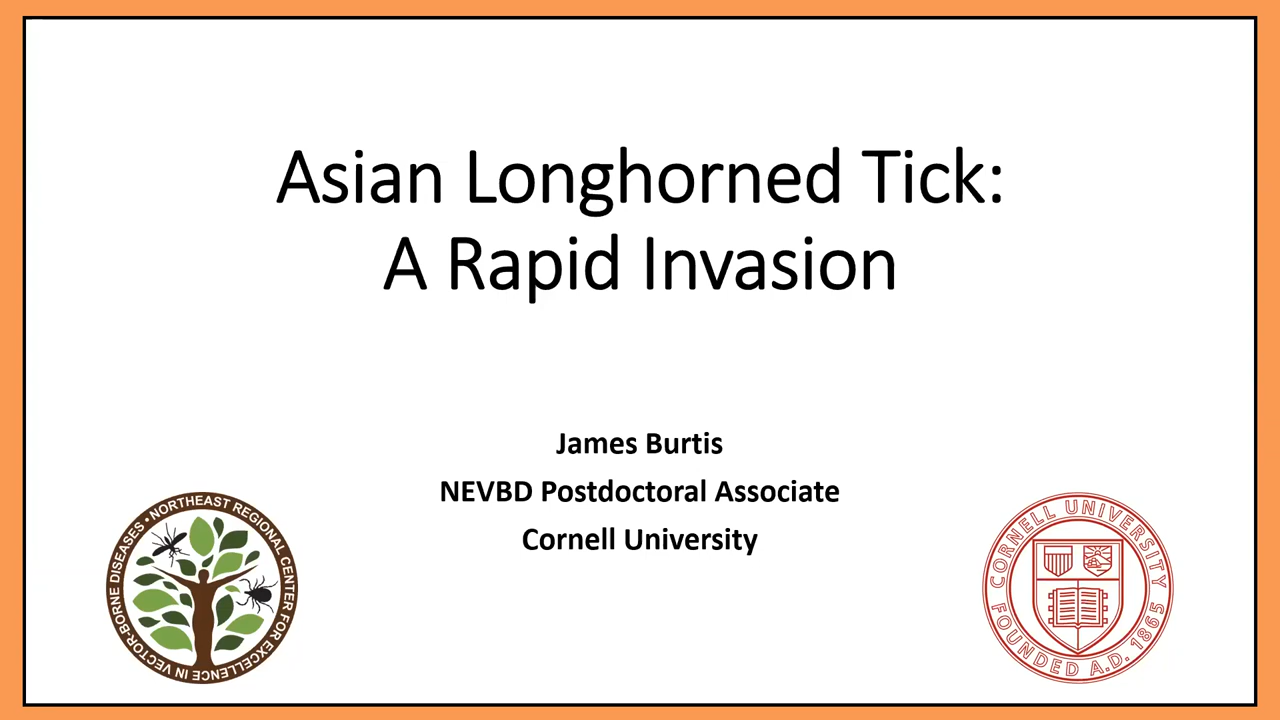 Asian Longhorned Tick:
A Rapid Invasion
James Burtis
NEVBD Postdoctoral Associate
Cornell University
NORTHEAST REGIONAL CENTER FOR EXCELLENCE IN VECTOR-BORNE DISEASES •
CORNELL UNIVERSITY
FOUNDED A.D. 1865